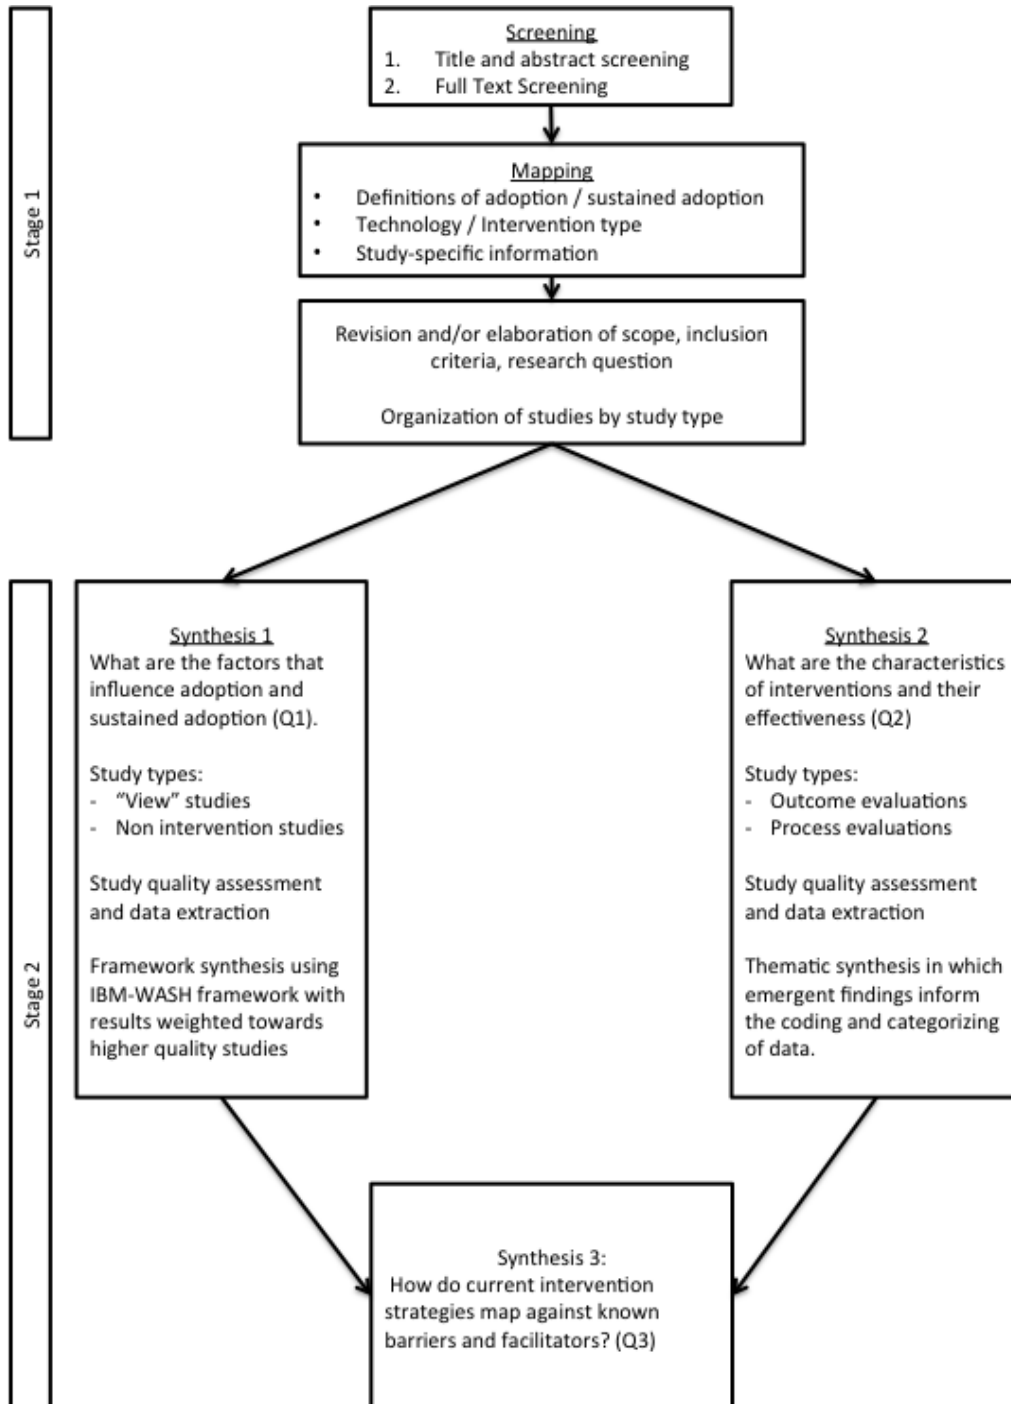 Stage 1
Screening
1. Title and abstract screening
2. Full Text Screening
Mapping
• Definitions of adoption / sustained adoption
• Technology / Intervention type
• Study-specific information
Revision and/or elaboration of scope, inclusion
criteria, research question
Organization of studies by study type
Stage 2
Synthesis 1
What are the factors that
influence adoption and
sustained adoption (Q1).
Study types:
- “View” studies
- Non intervention studies
Study quality assessment
and data extraction
Framework synthesis using
IBM-WASH framework with
results weighted towards
higher quality studies
Synthesis 2
What are the characteristics
of interventions and their
effectiveness (Q2)
Study types:
- Outcome evaluations
- Process evaluations
Study quality assessment
and data extraction
Thematic synthesis in which
emergent findings inform
the coding and categorizing
of data.
Synthesis 3:
How do current intervention
strategies map against known
barriers and facilitators? (Q3)